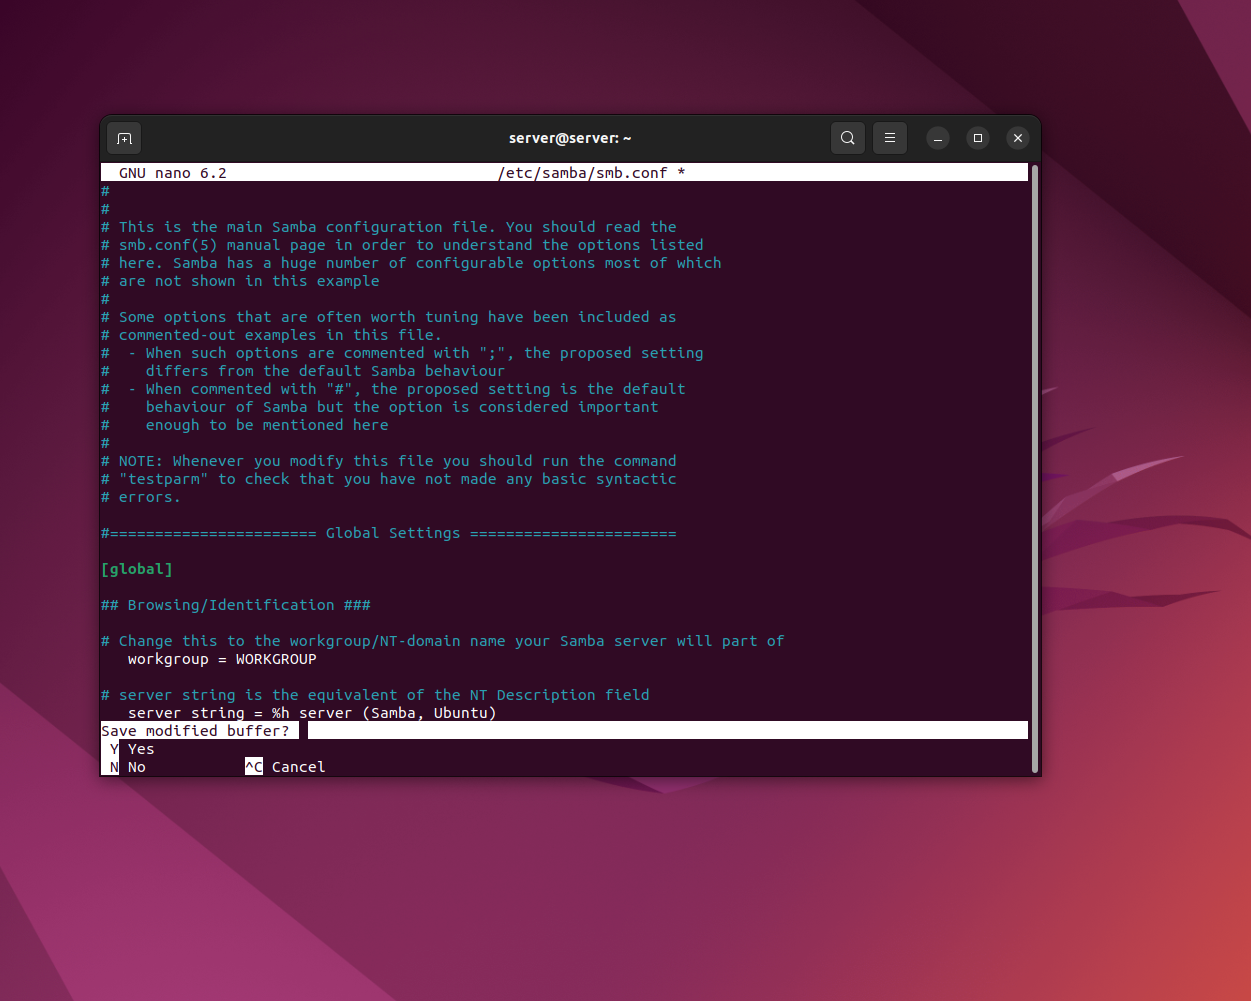 server@server: ~
GNU nano 6.2 /etc/samba/smb.conf *
#
#
# This is the main Samba configuration file. You should read the
# smb.conf(5) manual page in order to understand the options listed
# here. Samba has a huge number of configurable options most of which
# are not shown in this example
#
# Some options that are often worth tuning have been included as
# commented-out examples in this file.
#  - When such options are commented with ";", the proposed setting
#    differs from the default Samba behaviour
#  - When commented with "#", the proposed setting is the default
#    behaviour of Samba but the option is considered important
#    enough to be mentioned here
#
# NOTE: Whenever you modify this file you should run the command
# "testparm" to check that you have not made any basic syntactic
# errors.
#======================= Global Settings =======================
[global]
## Browsing/Identification ###
# Change this to the workgroup/NT-domain name your Samba server will part of
   workgroup = WORKGROUP
# server string is the equivalent of the NT Description field
   server string = %h server (Samba, Ubuntu)
Save modified buffer?
 Y Yes
 N No           ^C Cancel